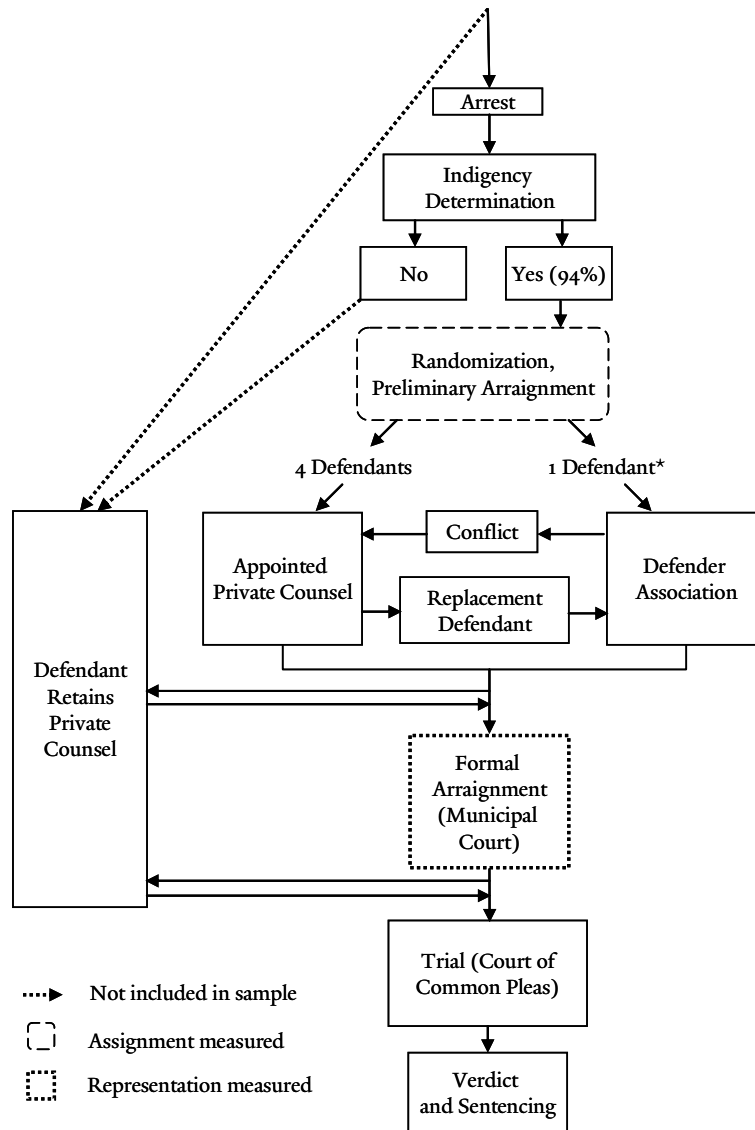 Arrest
Indigency
Determination
No
Yes (94%)
Randomization,
Preliminary Arraignment
4 Defendants
1 Defendant*
Appointed
Private Counsel
Conflict
Replacement
Defendant
Defender
Association
Defendant
Retains
Private
Counsel
Formal
Arraignment
(Municipal
Court)
Trial (Court of
Common Pleas)
Verdict
and Sentencing
Not included in sample
Assignment measured
Representation measured